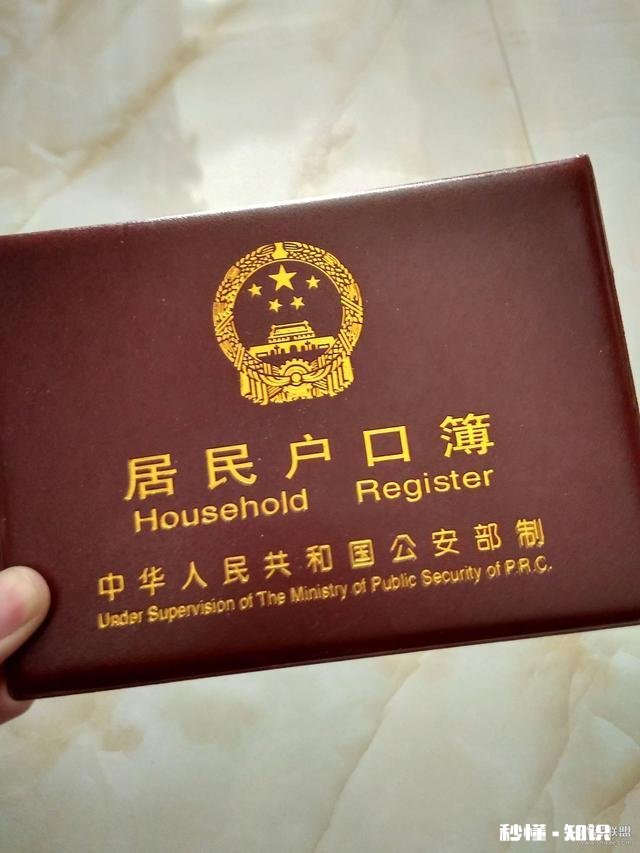 居民户口簿
Household Register
中华人民共和国公安部制
Under Supervision of The Ministry of Public Security of P.R.C.
秒懂-知识